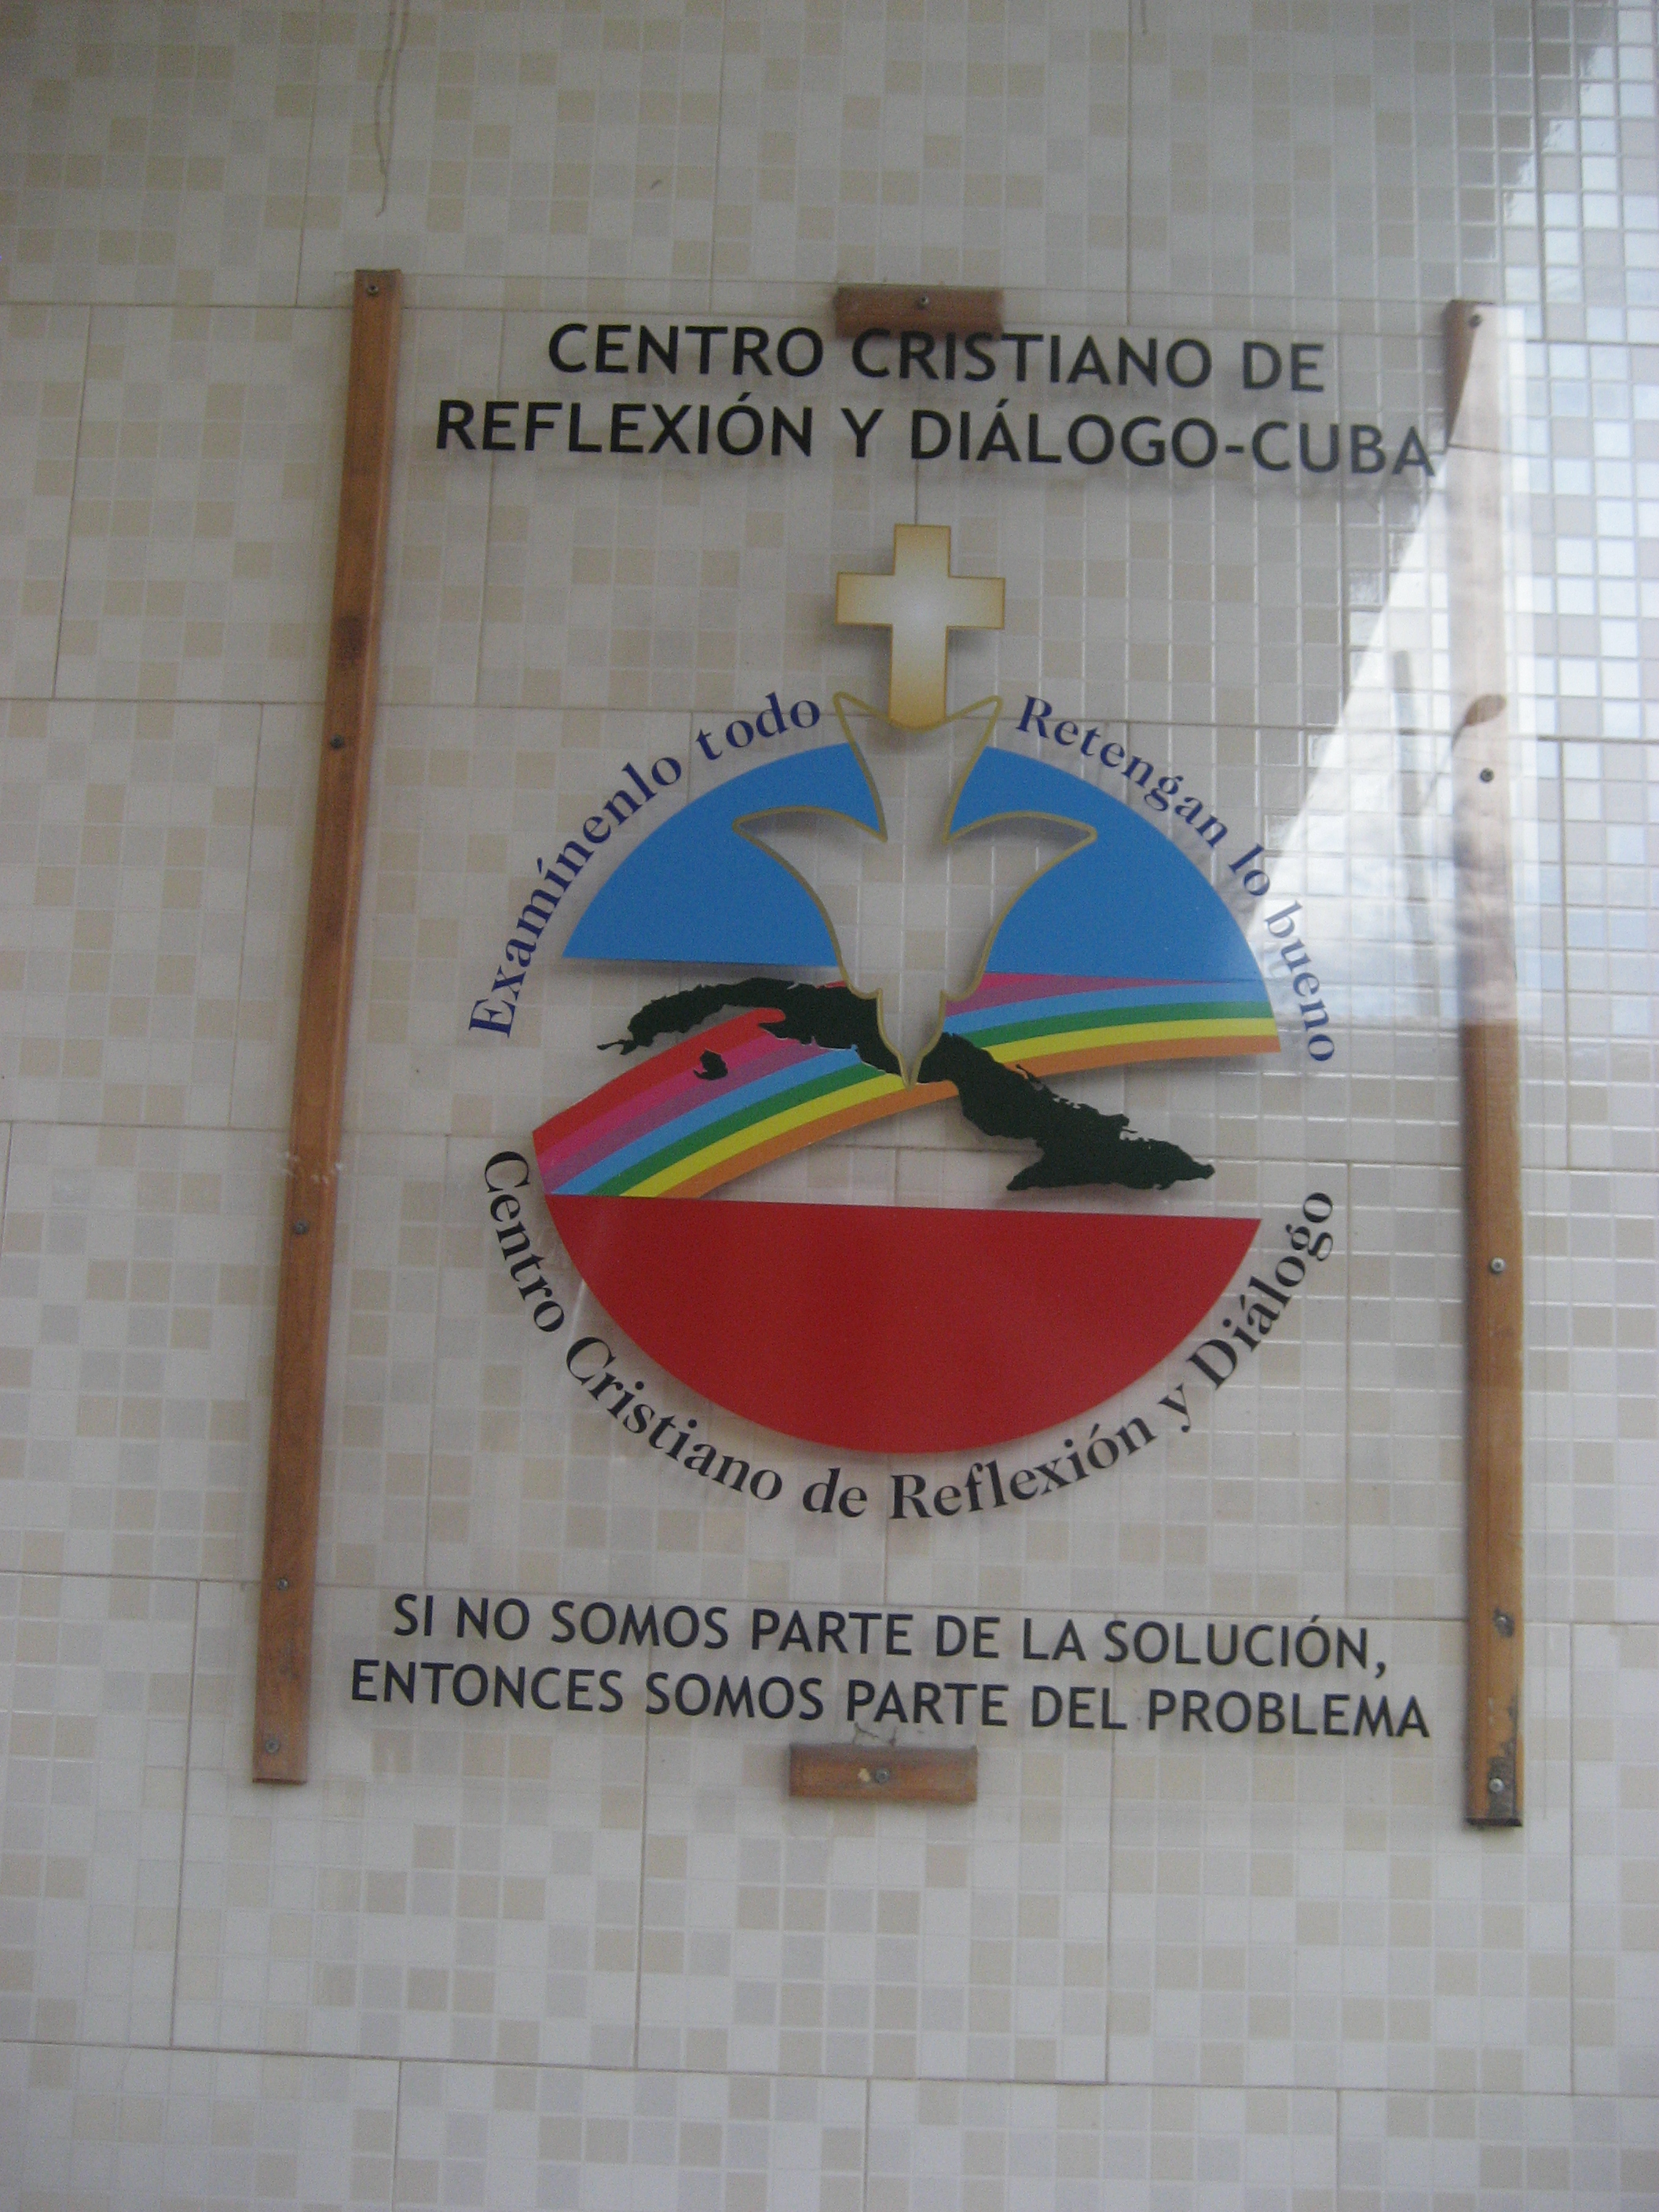 CENTRO CRISTIANO DE
REFLEXIÓN Y DIÁLOGO-CUBA
Examínenlo todo
Retengan lo bueno
Centro Cristiano de Reflexión y Diálogo
SI NO SOMOS PARTE DE LA SOLUCIÓN,
ENTONCES SOMOS PARTE DEL PROBLEMA